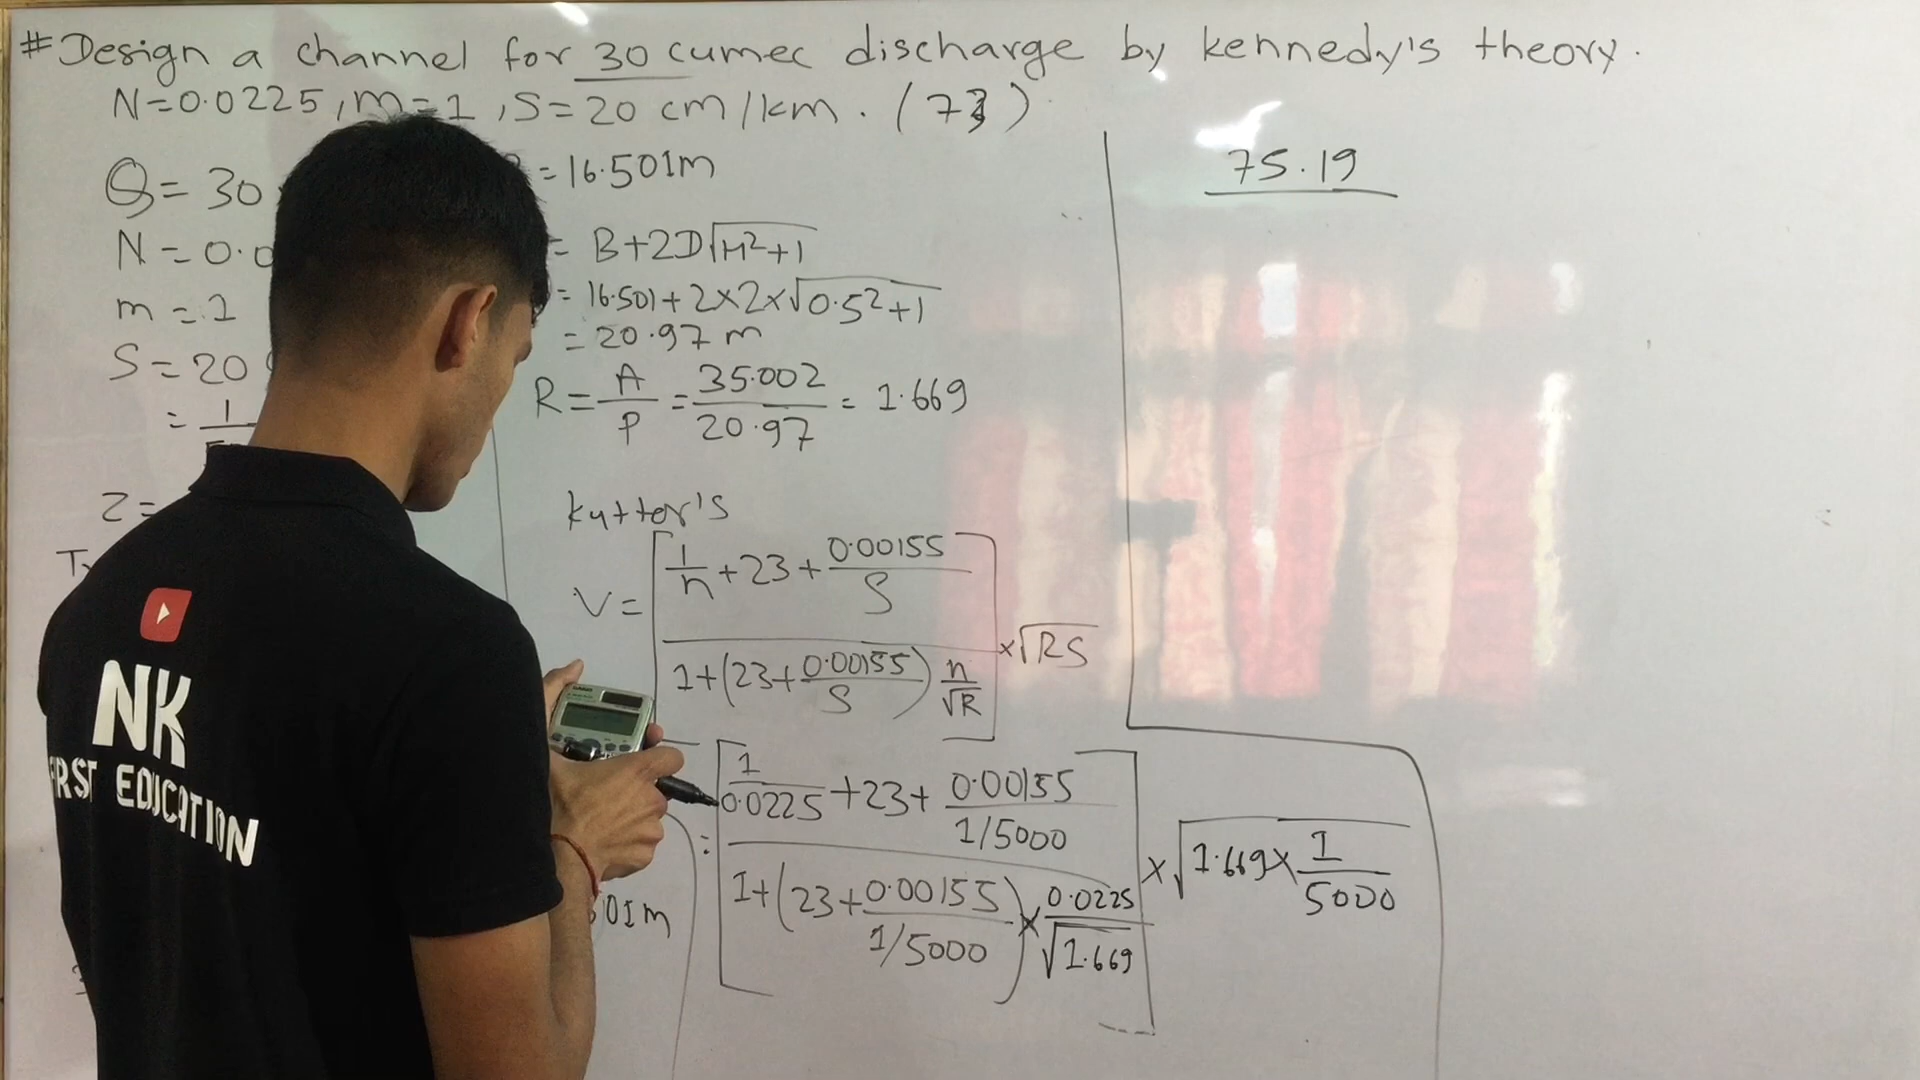 # Design a channel for 30 cumec discharge by kennedy's theory.
N=0.0225, m=1, S=20 cm/km.
Q=30
N=0.0
m=1
S=20
=1
Z=
=16.501m
= B+2D√M²+1
= 16.501+2×2×√0.5²+1
= 20.97 m
R= A/P = 35.002/20.97 = 1.669
kutter's
V= [1/n+23+0.00155/S / 1+(23+0.00155/S) n/√R] ×√RS
= [1/0.0225+23+0.00155/1/5000 / 1+(23+0.00155/1/5000)×0.0225/√1.669] ×√1.669×1/5000
01m
75.19
NK
RST EDUCATION